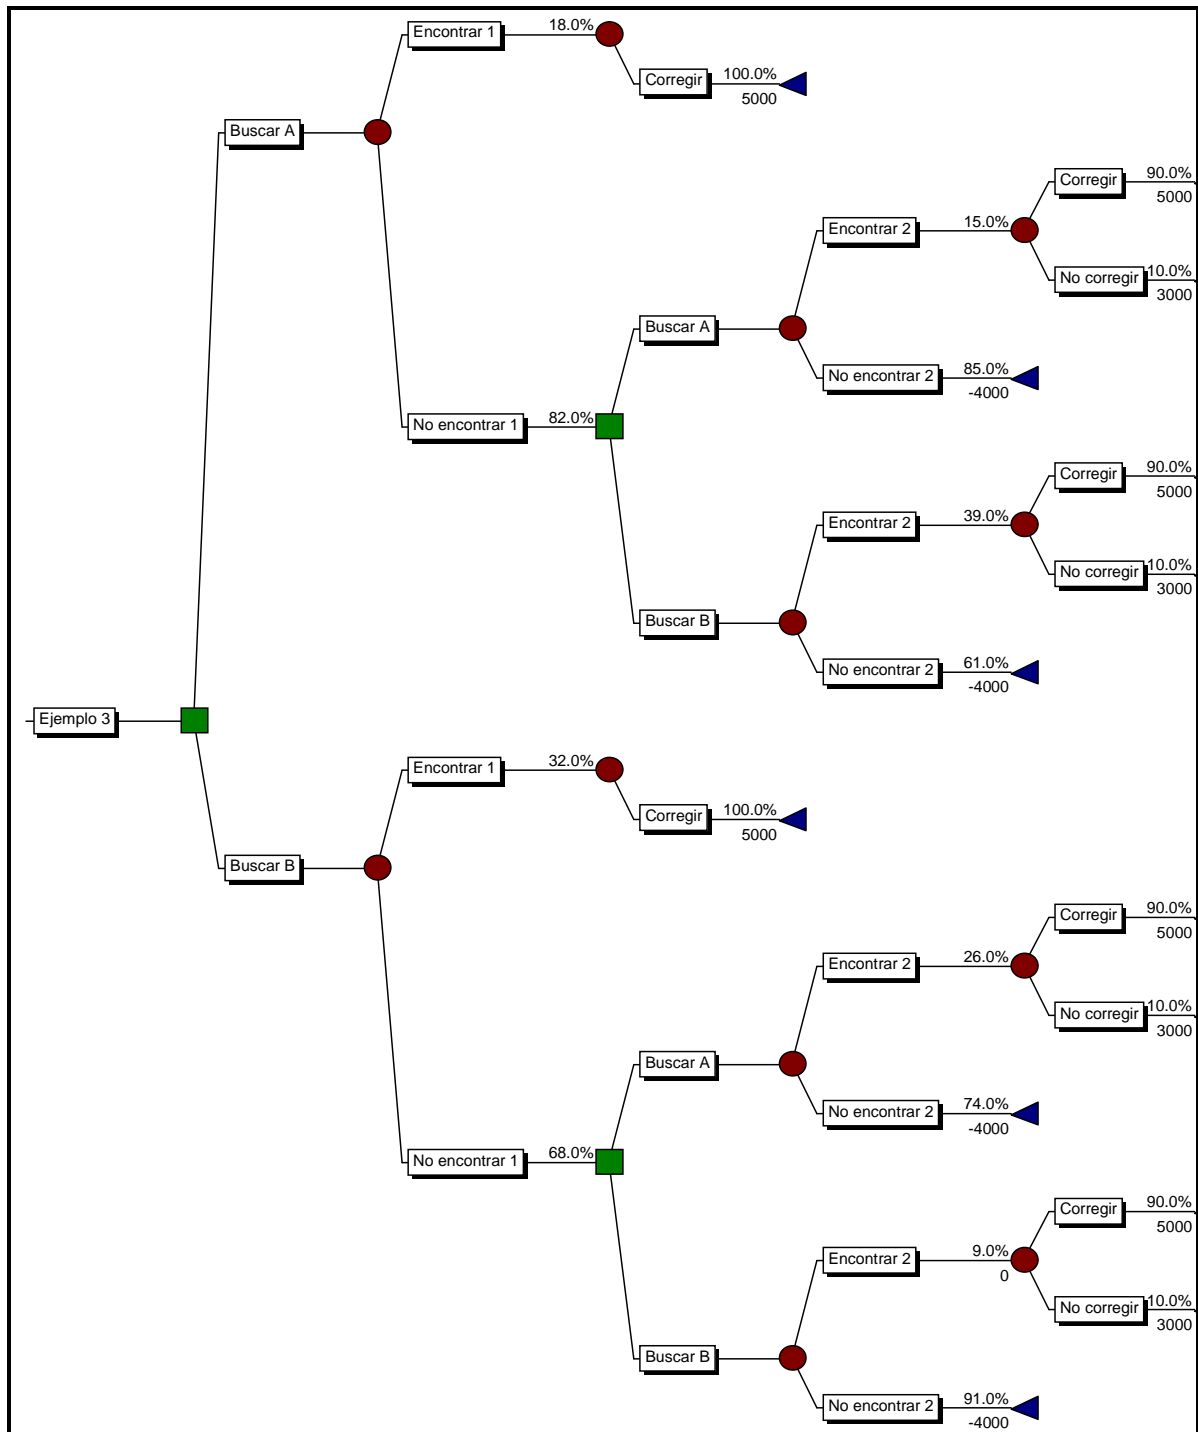 Encontrar 1 18.0%
Corregir 100.0%
5000
Buscar A
Corregir 90.0%
5000
Encontrar 2 15.0%
No corregir 10.0%
3000
Buscar A
No encontrar 2 85.0%
-4000
No encontrar 1 82.0%
Corregir 90.0%
5000
Encontrar 2 39.0%
No corregir 10.0%
3000
Buscar B
No encontrar 2 61.0%
-4000
Ejemplo 3
Encontrar 1 32.0%
Corregir 100.0%
5000
Buscar B
Corregir 90.0%
5000
Encontrar 2 26.0%
No corregir 10.0%
3000
Buscar A
No encontrar 2 74.0%
-4000
No encontrar 1 68.0%
Corregir 90.0%
5000
Encontrar 2 9.0%
0
No corregir 10.0%
3000
Buscar B
No encontrar 2 91.0%
-4000